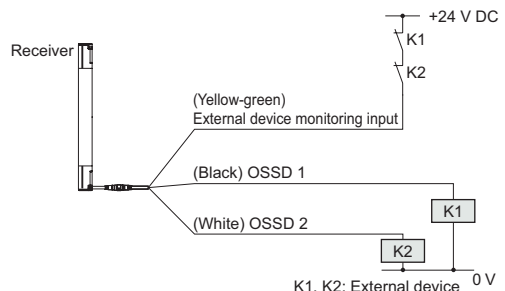 +24 V DC
K1
Receiver
K2
(Yellow-green)
External device monitoring input
(Black) OSSD 1
K1
(White) OSSD 2
K2
0 V
K1, K2: External device